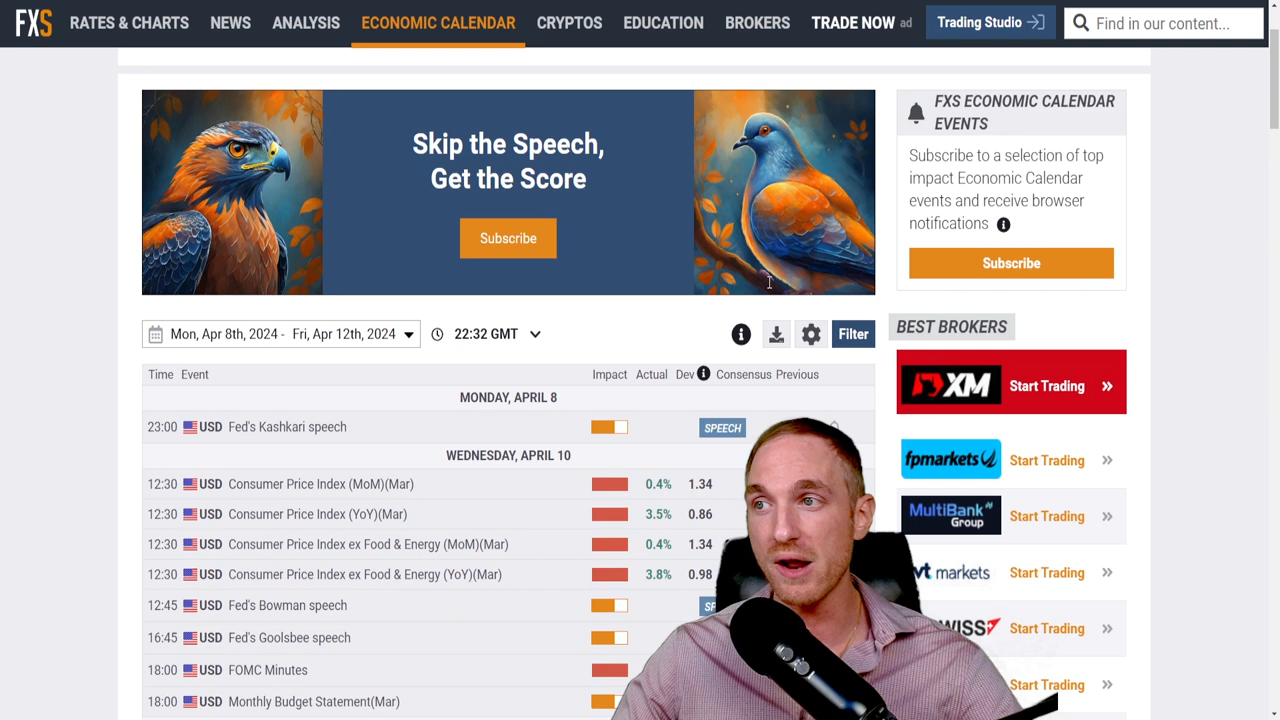 FXS RATES & CHARTS NEWS ANALYSIS ECONOMIC CALENDAR CRYPTOS EDUCATION BROKERS TRADE NOW ad Trading Studio Find in our content...
Skip the Speech,
Get the Score
Subscribe
FXS ECONOMIC CALENDAR
EVENTS
Subscribe to a selection of top
impact Economic Calendar
events and receive browser
notifications
Subscribe
Mon, Apr 8th, 2024 - Fri, Apr 12th, 2024 22:32 GMT Filter
BEST BROKERS
XM Start Trading
fpmarkets Start Trading
MultiBank
Group
Start Trading
markets Start Trading
Start Trading
Start Trading
Time Event Impact Actual Dev Consensus Previous
MONDAY, APRIL 8
23:00 USD Fed's Kashkari speech SPEECH
WEDNESDAY, APRIL 10
12:30 USD Consumer Price Index (MoM)(Mar) 0.4% 1.34
12:30 USD Consumer Price Index (YoY)(Mar) 3.5% 0.86
12:30 USD Consumer Price Index ex Food & Energy (MoM)(Mar) 0.4% 1.34
12:30 USD Consumer Price Index ex Food & Energy (YoY)(Mar) 3.8% 0.98
12:45 USD Fed's Bowman speech
16:45 USD Fed's Goolsbee speech
18:00 USD FOMC Minutes
18:00 USD Monthly Budget Statement(Mar)